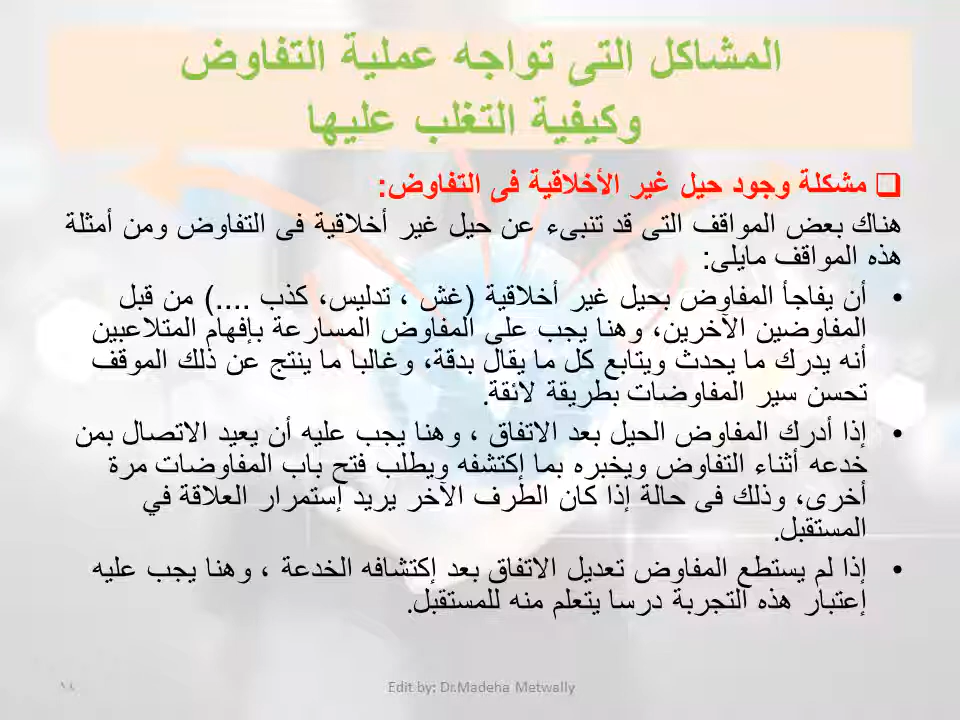 المشاكل التى تواجه عملية التفاوض
وكيفية التغلب عليها
❑ مشكلة وجود حيل غير الأخلاقية فى التفاوض:
هناك بعض المواقف التى قد تنبىء عن حيل غير أخلاقية فى التفاوض ومن أمثلة
هذه المواقف مايلى:
• أن يفاجأ المفاوض بحيل غير أخلاقية (غش ، تدليس، كذب ....) من قبل
المفاوضين الآخرين، وهنا يجب على المفاوض المسارعة بإفهام المتلاعبين
أنه يدرك ما يحدث ويتابع كل ما يقال بدقة، وغالبا ما ينتج عن ذلك الموقف
تحسن سير المفاوضات بطريقة لائقة.
• إذا أدرك المفاوض الحيل بعد الاتفاق ، وهنا يجب عليه أن يعيد الاتصال بمن
خدعه أثناء التفاوض ويخبره بما إكتشفه ويطلب فتح باب المفاوضات مرة
أخرى، وذلك فى حالة إذا كان الطرف الآخر يريد إستمرار العلاقة في
المستقبل.
• إذا لم يستطع المفاوض تعديل الاتفاق بعد إكتشافه الخدعة ، وهنا يجب عليه
إعتبار هذه التجربة درسا يتعلم منه للمستقبل.
Edit by: Dr.Madeha Metwally